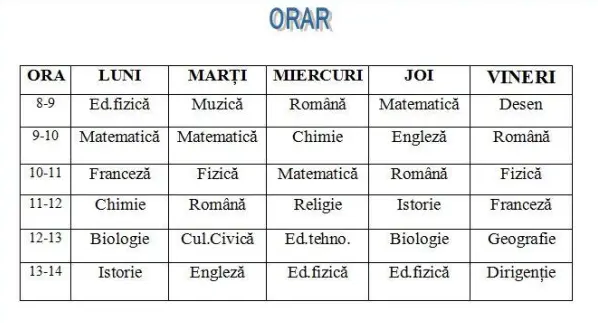 ORAR
ORA LUNI MARȚI MIERCURI JOI VINERI
8-9 Ed.fizică Muzică Română Matematică Desen
9-10 Matematică Matematică Chimie Engleză Română
10-11 Franceză Fizică Matematică Română Fizică
11-12 Chimie Română Religie Istorie Franceză
12-13 Biologie Cul.Civică Ed.tehno. Biologie Geografie
13-14 Istorie Engleză Ed.fizică Ed.fizică Dirigenție